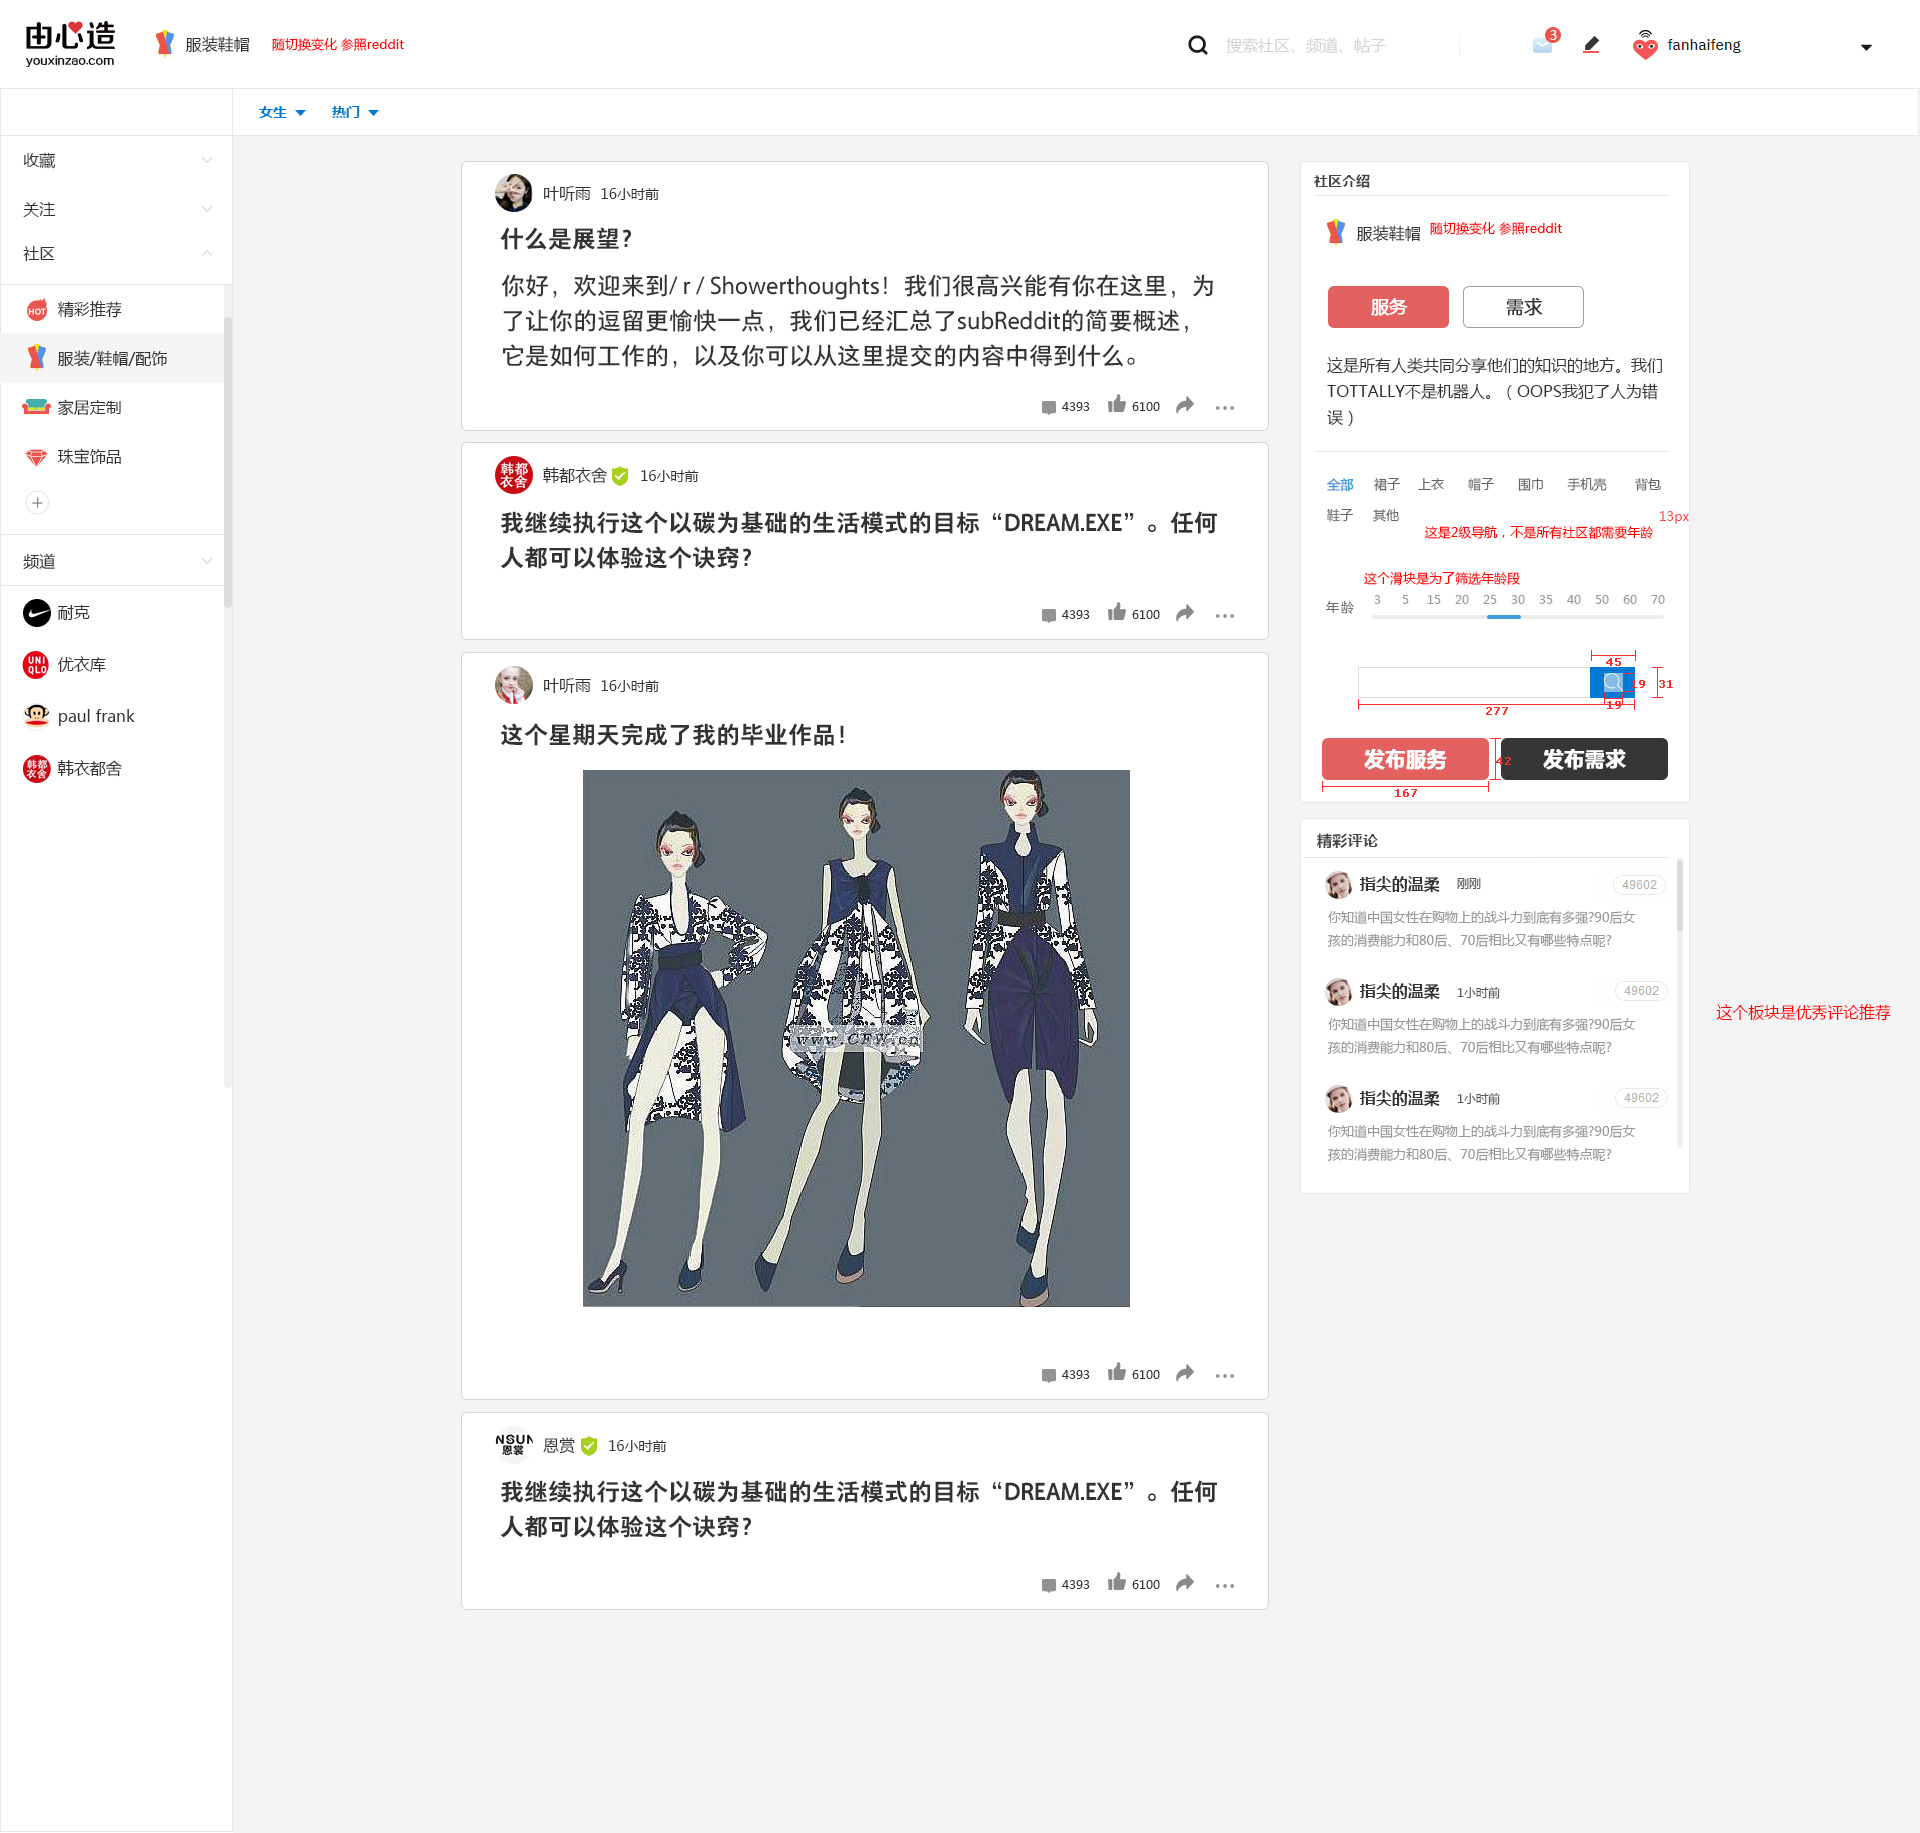 由心造
youxinzao.com
服装鞋帽
随切换变化 参照reddit
搜索社区、频道、帖子
3
fanhaifeng
女生
热门
收藏
关注
社区
HOT
精彩推荐
服装/鞋帽/配饰
家居定制
珠宝饰品
频道
耐克
UNI
QLO
优衣库
paul frank
韩都
衣舍
韩衣都舍
叶听雨 16小时前
什么是展望？
你好，欢迎来到/ r / Showerthoughts！我们很高兴能有你在这里，为
了让你的逗留更愉快一点，我们已经汇总了subReddit的简要概述，
它是如何工作的，以及你可以从这里提交的内容中得到什么。
4393 6100
韩都
衣舍
韩都衣舍 16小时前
我继续执行这个以碳为基础的生活模式的目标“DREAM.EXE”。任何
人都可以体验这个诀窍？
4393 6100
叶听雨 16小时前
这个星期天完成了我的毕业作品！
www.CFW.cn
4393 6100
NSUN
恩裳
恩赏 16小时前
我继续执行这个以碳为基础的生活模式的目标“DREAM.EXE”。任何
人都可以体验这个诀窍？
4393 6100
社区介绍
服装鞋帽
随切换变化 参照reddit
服务 需求
这是所有人类共同分享他们的知识的地方。我们
TOTTALLY不是机器人。（OOPS我犯了人为错
误）
全部 裙子 上衣 帽子 围巾 手机壳 背包
鞋子 其他
13px
这是2级导航，不是所有社区都需要年龄
这个滑块是为了筛选年龄段
年龄 3 5 15 20 25 30 35 40 50 60 70
45
19
31
19
277
发布服务
42
发布需求
167
精彩评论
指尖的温柔 刚刚 49602
你知道中国女性在购物上的战斗力到底有多强?90后女
孩的消费能力和80后、70后相比又有哪些特点呢?
指尖的温柔 1小时前 49602
你知道中国女性在购物上的战斗力到底有多强?90后女
孩的消费能力和80后、70后相比又有哪些特点呢?
指尖的温柔 1小时前 49602
你知道中国女性在购物上的战斗力到底有多强?90后女
孩的消费能力和80后、70后相比又有哪些特点呢?
这个板块是优秀评论推荐